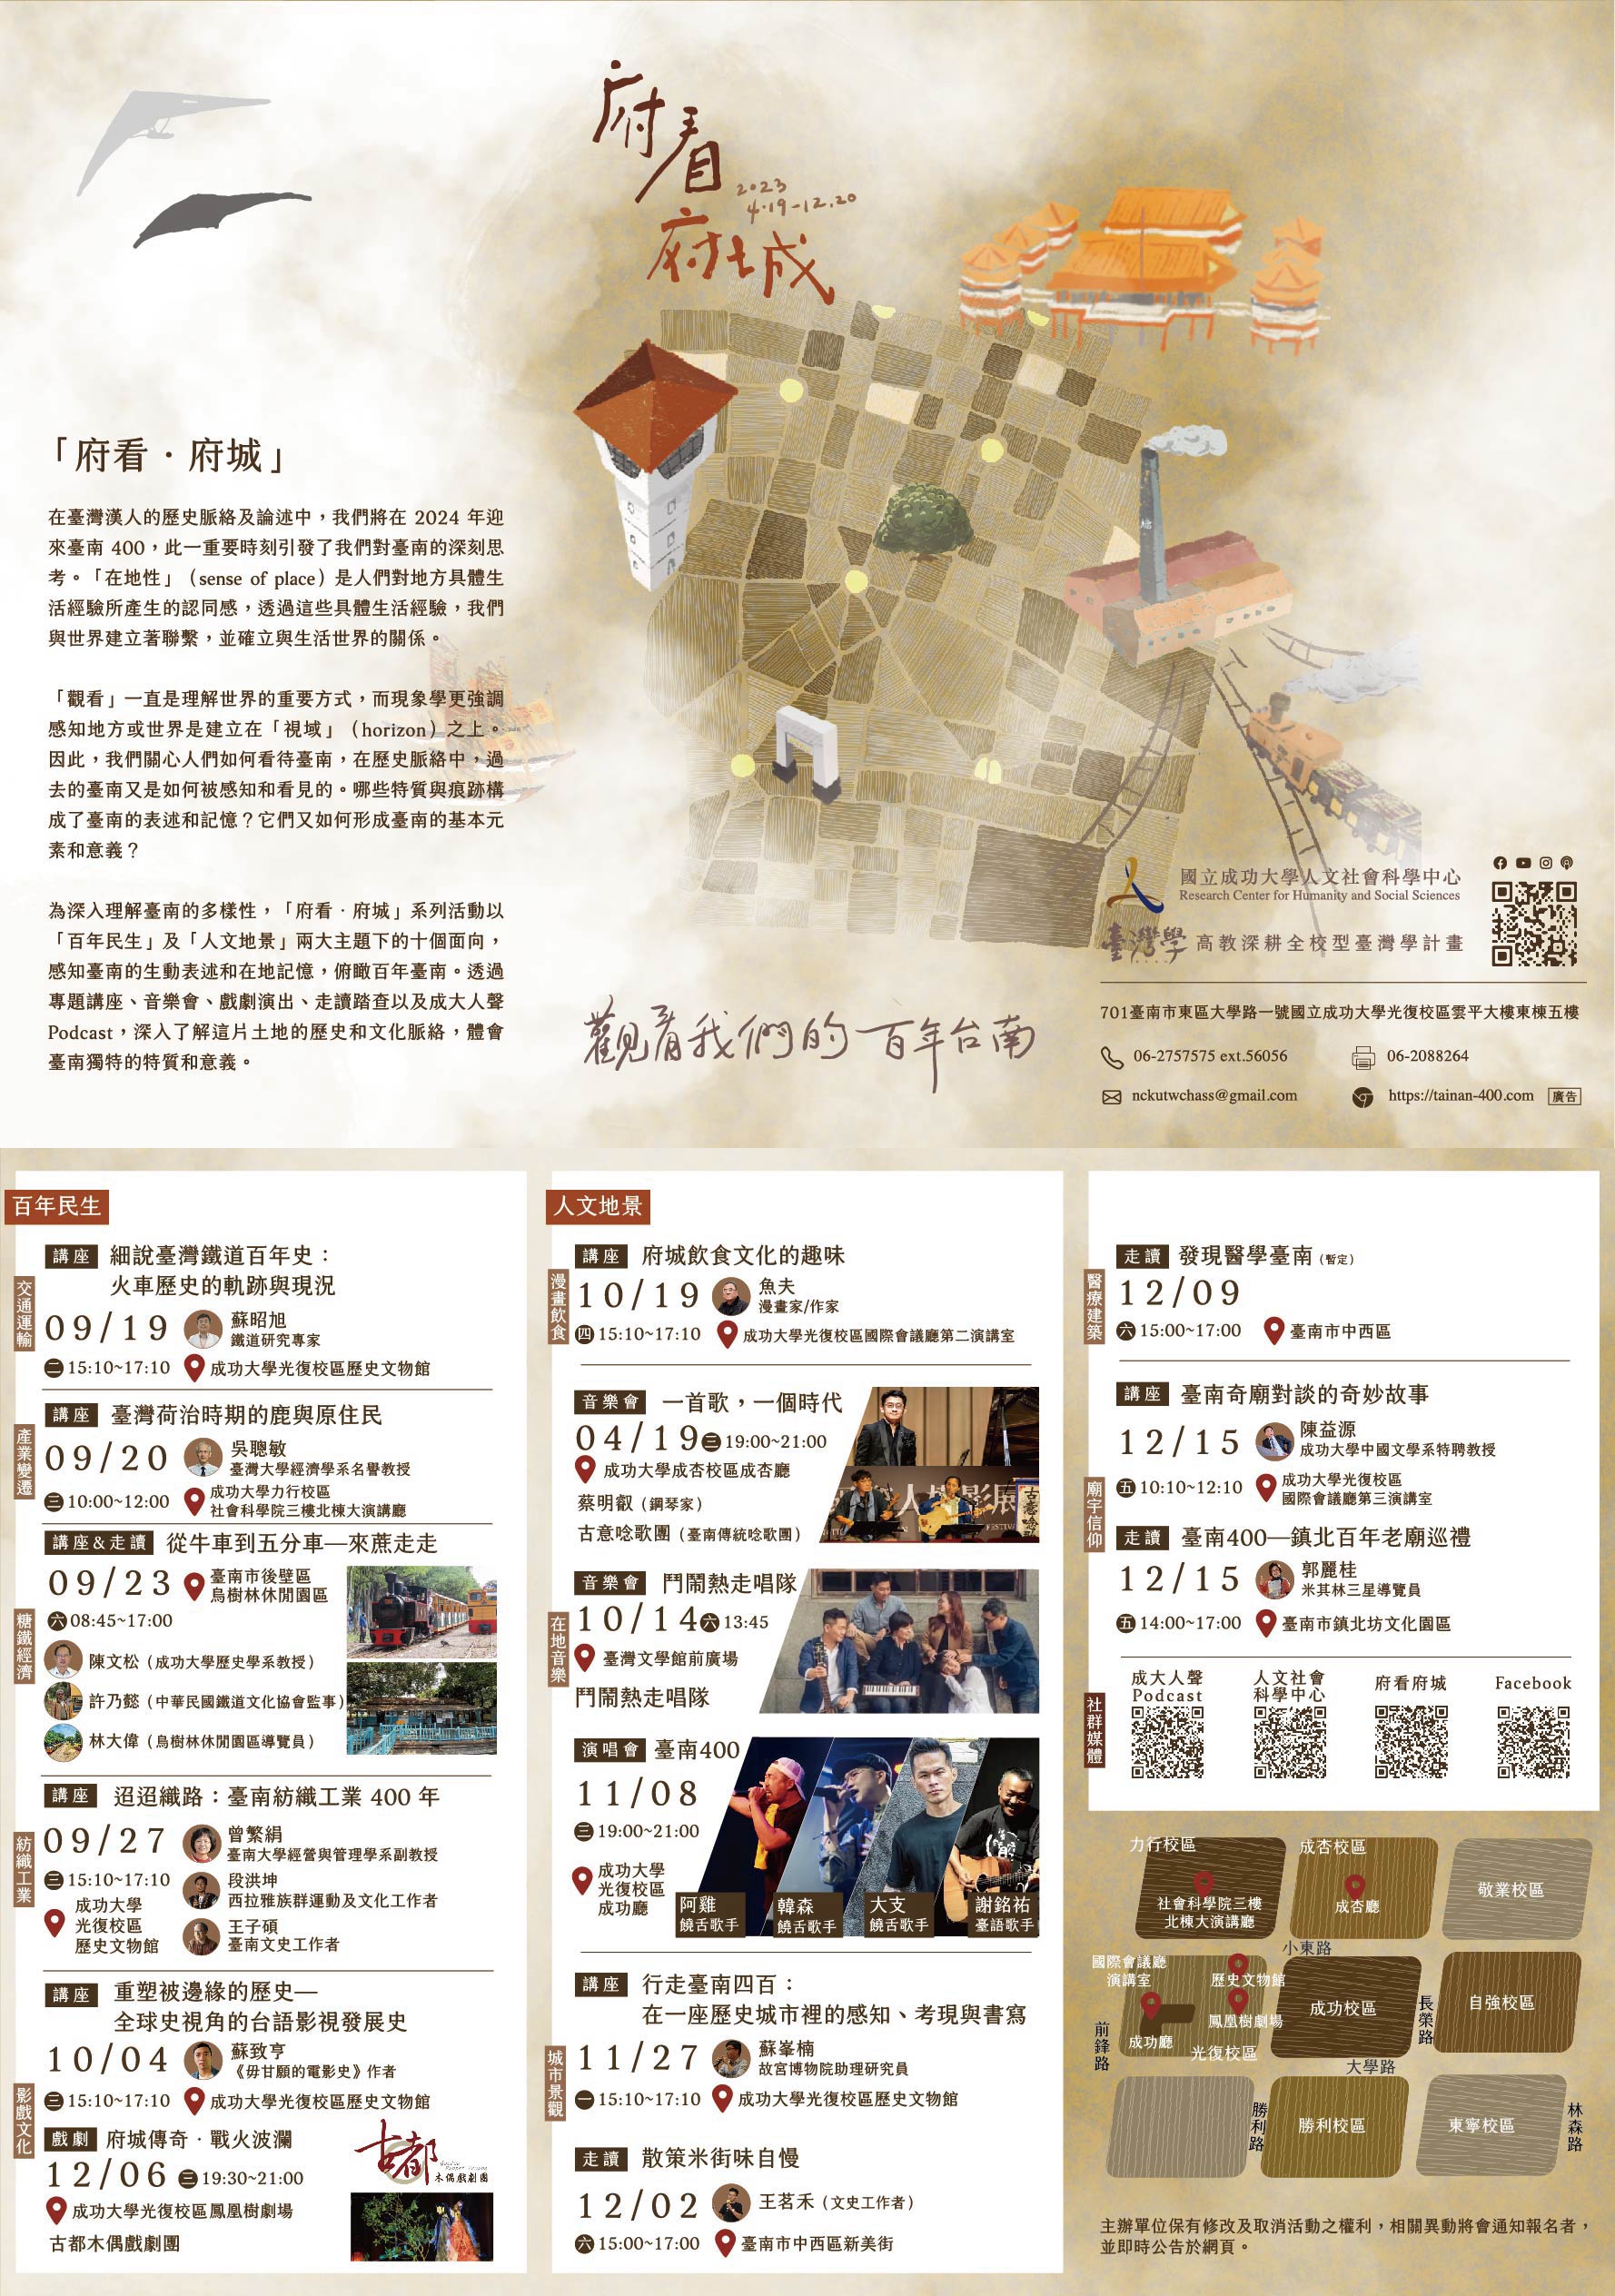 府看
府城
2023
4.19-12.20
「府看．府城」
在臺灣漢人的歷史脈絡及論述中，我們將在 2024 年迎
來臺南 400，此一重要時刻引發了我們對臺南的深刻思
考。「在地性」（sense of place）是人們對地方具體生
活經驗所產生的認同感，透過這些具體生活經驗，我們
與世界建立著聯繫，並確立與生活世界的關係。
「觀看」一直是理解世界的重要方式，而現象學更強調
感知地方或世界是建立在「視域」（horizon）之上。
因此，我們關心人們如何看待臺南，在歷史脈絡中，過
去的臺南又是如何被感知和看見的。哪些特質與痕跡構
成了臺南的表述和記憶？它們又如何形成臺南的基本元
素和意義？
為深入理解臺南的多樣性，「府看．府城」系列活動以
「百年民生」及「人文地景」兩大主題下的十個面向，
感知臺南的生動表述和在地記憶，俯瞰百年臺南。透過
專題講座、音樂會、戲劇演出、走讀踏查以及成大人聲
Podcast，深入了解這片土地的歷史和文化脈絡，體會
臺南獨特的特質和意義。
觀看我們的百年台南
國立成功大學人文社會科學中心
Research Center for Humanity and Social Sciences
臺灣學 高教深耕全校型臺灣學計畫
701臺南市東區大學路一號國立成功大學光復校區雲平大樓東棟五樓
06-2757575 ext.56056
06-2088264
nckutwchass@gmail.com
https://tainan-400.com 廣告
百年民生
交通運輸
講座 細說臺灣鐵道百年史：
火車歷史的軌跡與現況
09/19 蘇昭旭
鐵道研究專家
二 15:10~17:10 成功大學光復校區歷史文物館
產業變遷
講座 臺灣荷治時期的鹿與原住民
09/20 吳聰敏
臺灣大學經濟學系名譽教授
三 10:00~12:00 成功大學力行校區
社會科學院三樓北棟大演講廳
糖鐵經濟
講座&走讀 從牛車到五分車—來蔗走走
09/23 臺南市後壁區
烏樹林休閒園區
六 08:45~17:00
陳文松（成功大學歷史學系教授）
許乃懿（中華民國鐵道文化協會監事）
林大偉（烏樹林休閒園區導覽員）
紡織工業
講座 迢迢織路：臺南紡織工業 400 年
09/27 曾繁絹
臺南大學經營與管理學系副教授
三 15:10~17:10 段洪坤
西拉雅族群運動及文化工作者
成功大學
光復校區
歷史文物館
王子碩
臺南文史工作者
影戲文化
講座 重塑被邊緣的歷史—
全球史視角的台語影視發展史
10/04 蘇致亨
《毋甘願的電影史》作者
三 15:10~17:10 成功大學光復校區歷史文物館
戲劇 府城傳奇．戰火波瀾
12/06 三 19:30~21:00
成功大學光復校區鳳凰樹劇場
古都木偶戲劇團
古都
木偶戲劇團
人文地景
漫畫飲食
講座 府城飲食文化的趣味
10/19 魚夫
漫畫家/作家
四 15:10~17:10 成功大學光復校區國際會議廳第二演講室
在地音樂
音樂會 一首歌，一個時代
04/19 三 19:00~21:00
成功大學成杏校區成杏廳
蔡明叡（鋼琴家）
古意唸歌團（臺南傳統唸歌團）
音樂會 鬥鬧熱走唱隊
10/14 六 13:45
臺灣文學館前廣場
鬥鬧熱走唱隊
演唱會 臺南400
11/08
三 19:00~21:00
成功大學
光復校區
成功廳
阿雞
饒舌歌手
韓森
饒舌歌手
大支
饒舌歌手
謝銘祐
臺語歌手
城市景觀
講座 行走臺南四百：
在一座歷史城市裡的感知、考現與書寫
11/27 蘇峯楠
故宮博物院助理研究員
一 15:10~17:10 成功大學光復校區歷史文物館
走讀 散策米街味自慢
12/02 王茗禾（文史工作者）
六 15:00~17:00 臺南市中西區新美街
醫療建築
走讀 發現醫學臺南（暫定）
12/09
六 15:00~17:00 臺南市中西區
廟宇信仰
講座 臺南奇廟對談的奇妙故事
12/15 陳益源
成功大學中國文學系特聘教授
五 10:10~12:10 成功大學光復校區
國際會議廳第三演講室
走讀 臺南400—鎮北百年老廟巡禮
12/15 郭麗桂
米其林三星導覽員
五 14:00~17:00 臺南市鎮北坊文化園區
社群媒體
成大人聲
Podcast
人文社會
科學中心
府看府城
Facebook
力行校區
社會科學院三樓
北棟大演講廳
成杏校區
成杏廳
敬業校區
小東路
國際會議廳
演講室
歷史文物館
鳳凰樹劇場
成功廳
光復校區
成功校區
長榮路
自強校區
前鋒路
大學路
勝利路
勝利校區
東寧校區
林森路
主辦單位保有修改及取消活動之權利，相關異動將會通知報名者，
並即時公告於網頁。